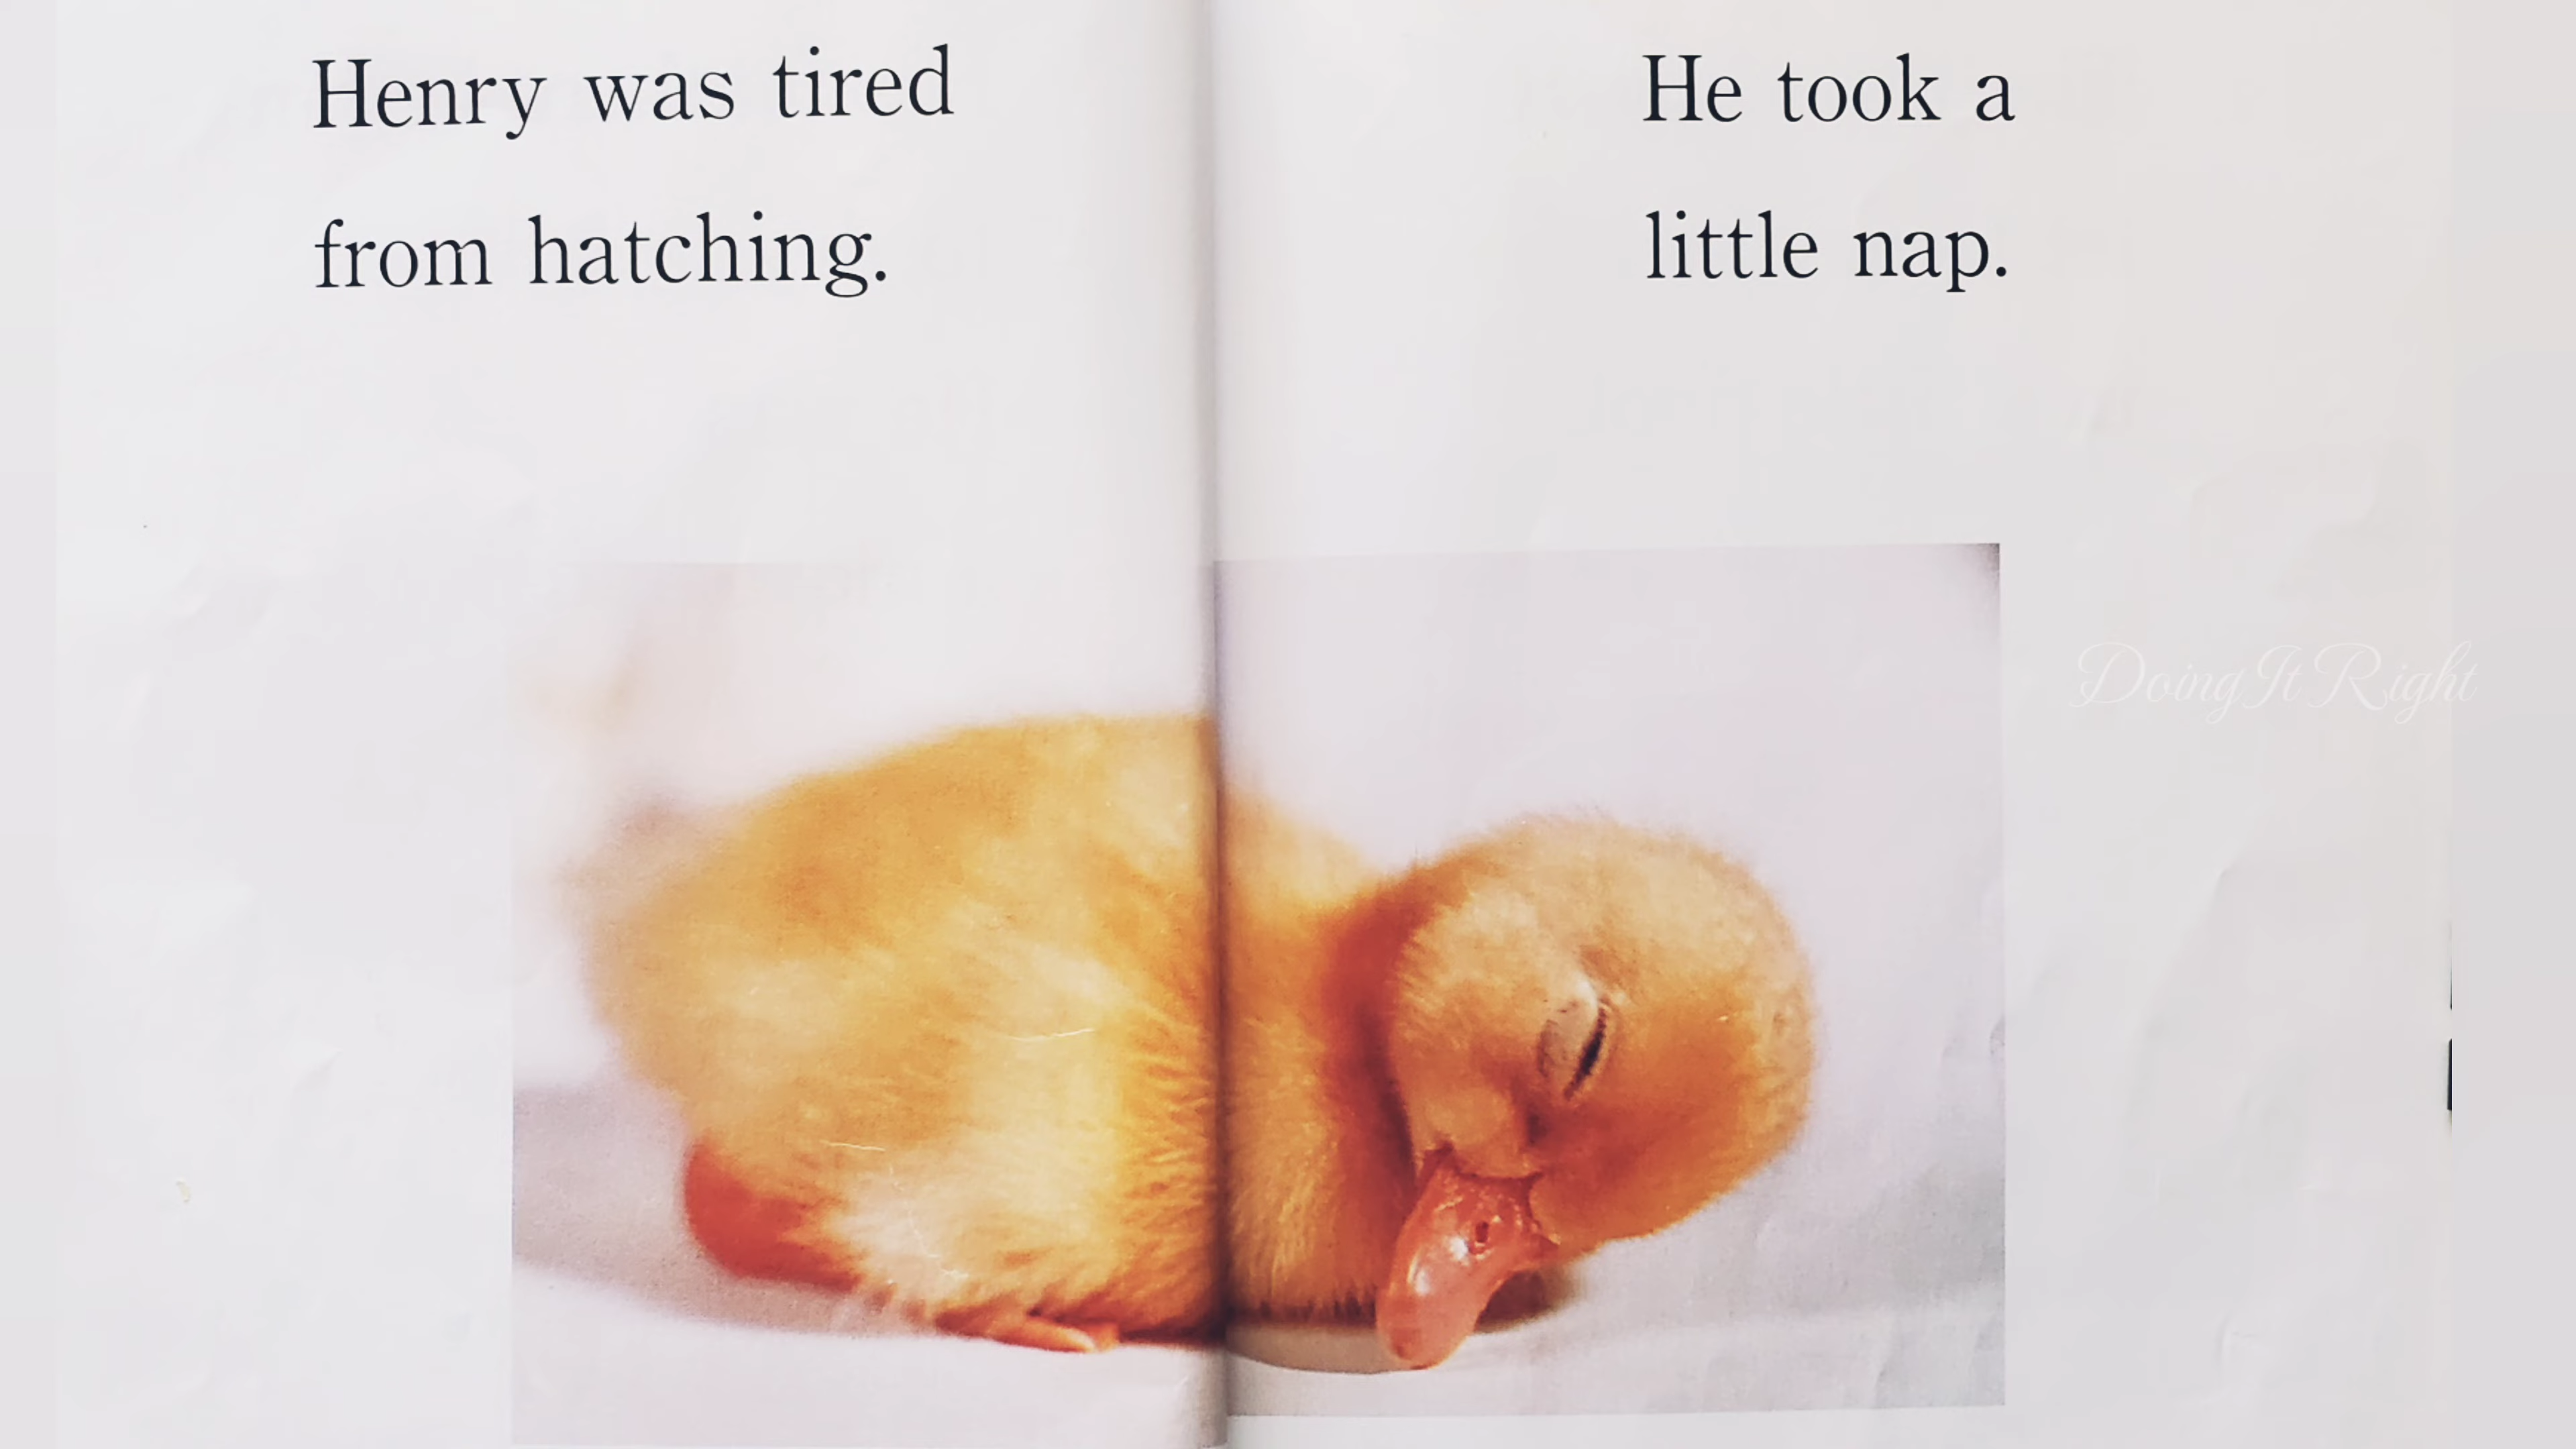 Henry was tired
from hatching.
He took a
little nap.
DoingItRight